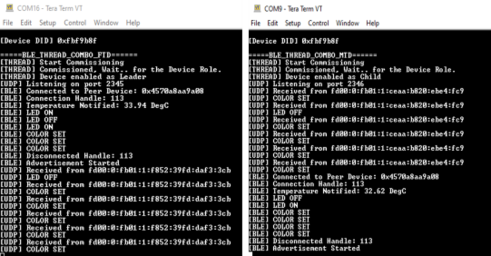 COM16 - Tera Term VT
File Edit Setup Control Window Help
[Device DID] 0xfbf9b8f
=====BLE_THREAD_COMBO_FTD======
[THREAD] Start Commissioning
[THREAD] Commissioned, Wait.. for the Device Role.
[THREAD] Device enabled as Leader
[UDP] Listening on port 2345
[BLE] Connected to Peer Device: 0x4570a8aa9a08
[BLE] Connection Handle: 113
[BLE] Temperature Notified: 33.94 DegC
[BLE] LED ON
[BLE] LED OFF
[BLE] LED ON
[BLE] COLOR SET
[BLE] COLOR SET
[BLE] COLOR SET
[BLE] Disconnected Handle: 113
[BLE] Advertisement Started
[UDP] Received from fd00:0:fb01:1:f852:39fd:daf3:3cb
[UDP] LED OFF
[UDP] Received from fd00:0:fb01:1:f852:39fd:daf3:3cb
[UDP] COLOR SET
[UDP] Received from fd00:0:fb01:1:f852:39fd:daf3:3cb
[UDP] COLOR SET
[UDP] Received from fd00:0:fb01:1:f852:39fd:daf3:3cb
[UDP] COLOR SET
[UDP] Received from fd00:0:fb01:1:f852:39fd:daf3:3cb
[UDP] COLOR SET
COM9 - Tera Term VT
File Edit Setup Control Window Help
[Device DID] 0xfbf9b8f
=====BLE_THREAD_COMBO_MTD======
[THREAD] Start Commissioning
[THREAD] Commissioned, Wait.. for the Device Role.
[THREAD] Device enabled as Child
[UDP] Listening on port 2346
[UDP] Received from fd00:0:fb01:1:ceaa:b820:ebe4:fc9
[UDP] COLOR SET
[UDP] LED OFF
[UDP] Received from fd00:0:fb01:1:ceaa:b820:ebe4:fc9
[UDP] COLOR SET
[UDP] Received from fd00:0:fb01:1:ceaa:b820:ebe4:fc9
[UDP] COLOR SET
[UDP] Received from fd00:0:fb01:1:ceaa:b820:ebe4:fc9
[UDP] COLOR SET
[UDP] Received from fd00:0:fb01:1:ceaa:b820:ebe4:fc9
[UDP] COLOR SET
[BLE] Connected to Peer Device: 0x4570a8aa9a08
[BLE] Connection Handle: 113
[BLE] Temperature Notified: 32.62 DegC
[BLE] LED OFF
[BLE] LED ON
[BLE] COLOR SET
[BLE] COLOR SET
[BLE] COLOR SET
[BLE] COLOR SET
[BLE] Disconnected Handle: 113
[BLE] Advertisement Started